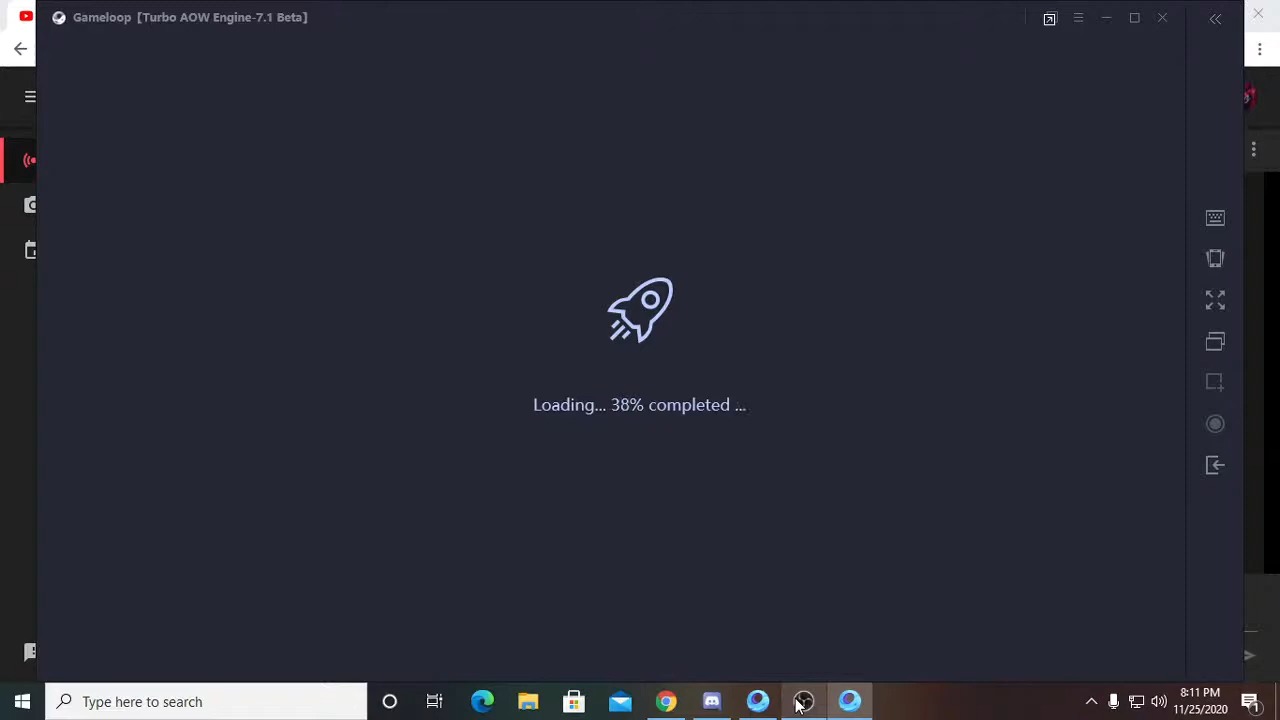 Gameloop [Turbo AOW Engine-7.1 Beta]
Loading... 38% completed ...
Type here to search
8:11 PM
11/25/2020
1